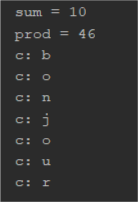 sum = 10
prod = 46
c: b
c: o
c: n
c: j
c: o
c: u
c: r